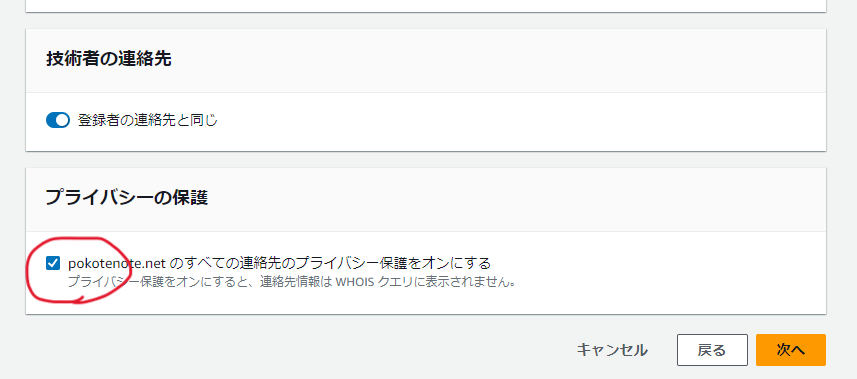 技術者の連絡先
登録者の連絡先と同じ
プライバシーの保護
pokotenote.net のすべての連絡先のプライバシー保護をオンにする
プライバシー保護をオンにすると、連絡先情報は WHOIS クエリに表示されません。
キャンセル 戻る 次へ